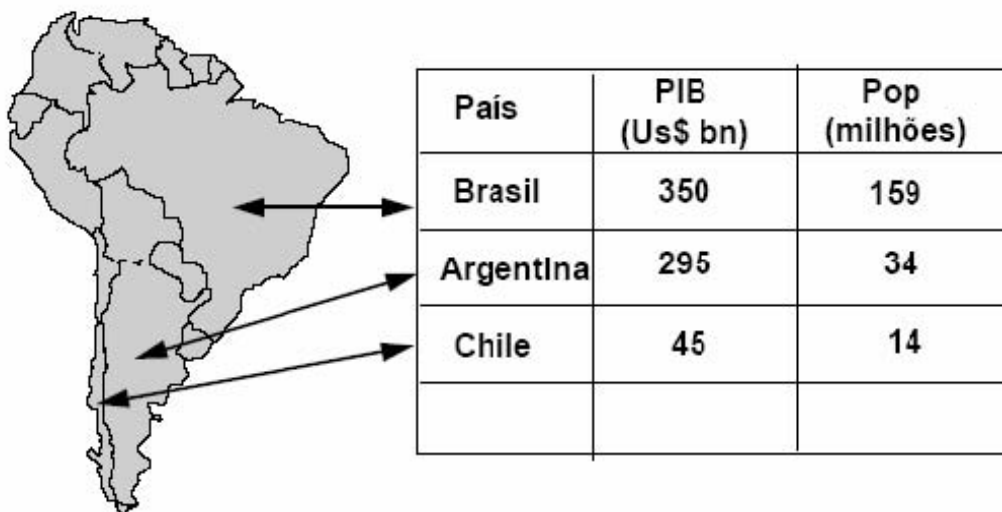 País PIB (Us$ bn) Pop (milhões)
Brasil 350 159
Argentina 295 34
Chile 45 14